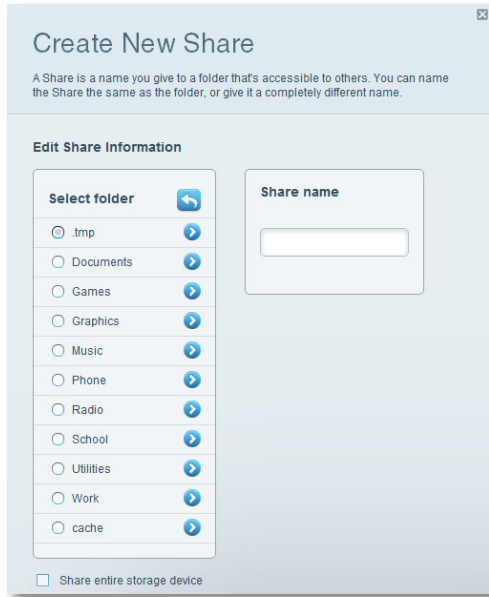 Create New Share
A Share is a name you give to a folder that's accessible to others. You can name
the Share the same as the folder, or give it a completely different name.
Edit Share Information
Select folder
.tmp
Documents
Games
Graphics
Music
Phone
Radio
School
Utilities
Work
cache
Share name
Share entire storage device